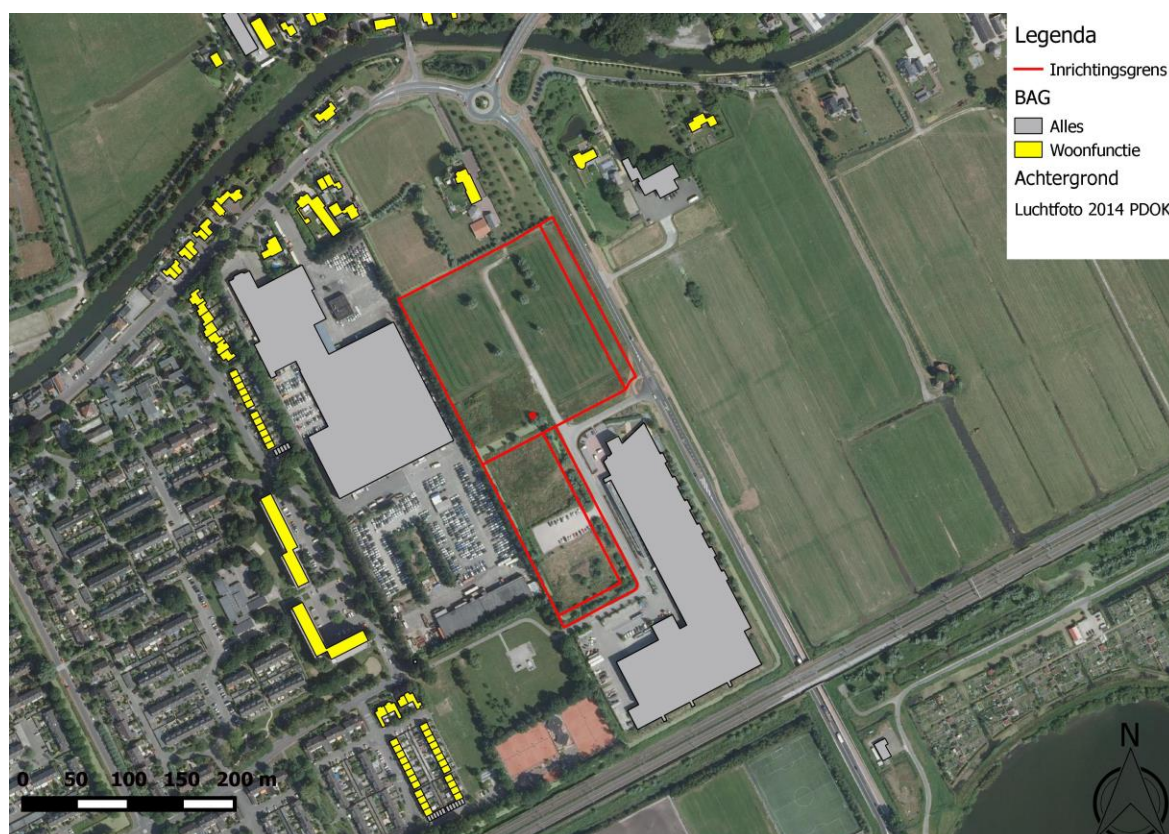 Legenda
Inrichtingsgrens
BAG
Alles
Woonfunctie
Achtergrond
Luchtfoto 2014 PDOK
N
0 50 100 150 200 m